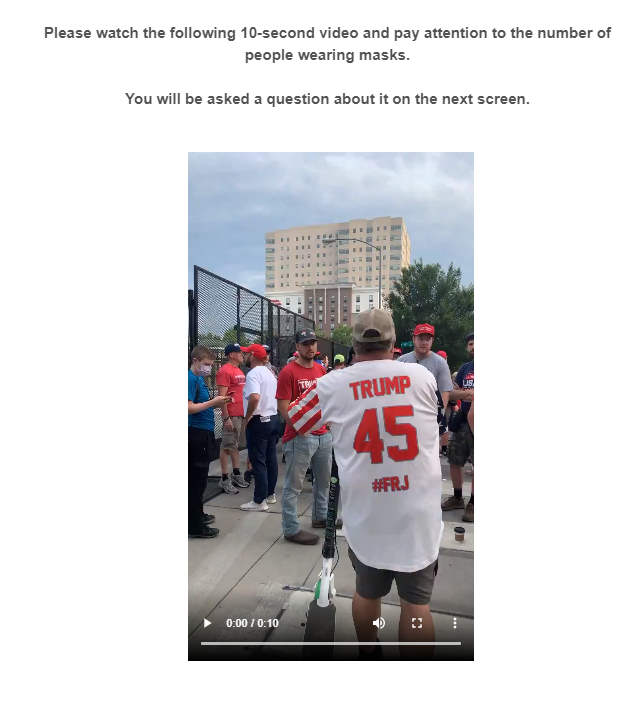 Please watch the following 10-second video and pay attention to the number of
people wearing masks.
You will be asked a question about it on the next screen.
TRUMP
45
#FRJ
0:00 / 0:10